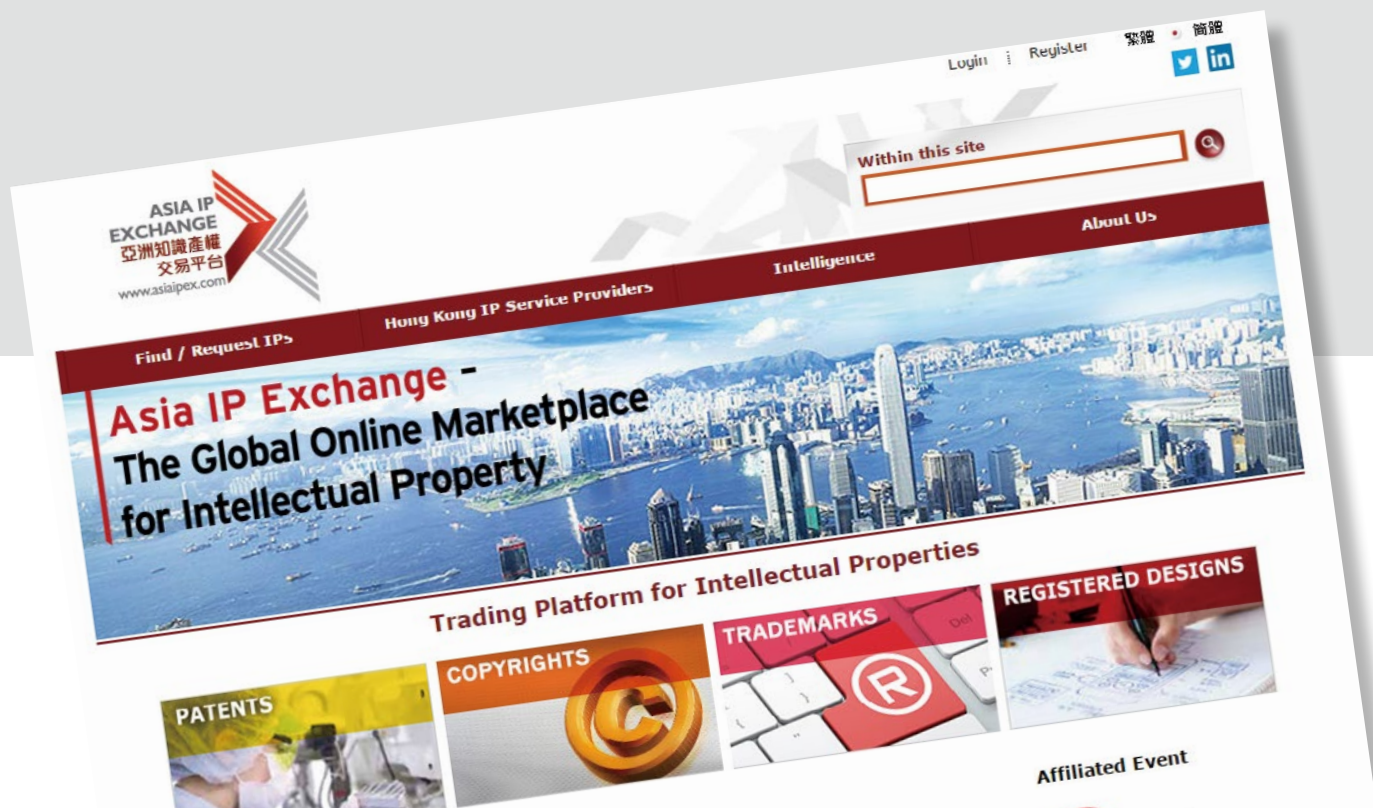 Login
Register
繁體
简體
in
Within this site
ASIA IP
EXCHANGE
亞洲知識產權
交易平台
www.asiaipex.com
Find / Request IPs
Hong Kong IP Service Providers
Intelligence
About Us
Asia IP Exchange –
The Global Online Marketplace
for Intellectual Property
Trading Platform for Intellectual Properties
PATENTS
COPYRIGHTS
©
TRADEMARKS
®
Del
REGISTERED DESIGNS
Affiliated Event